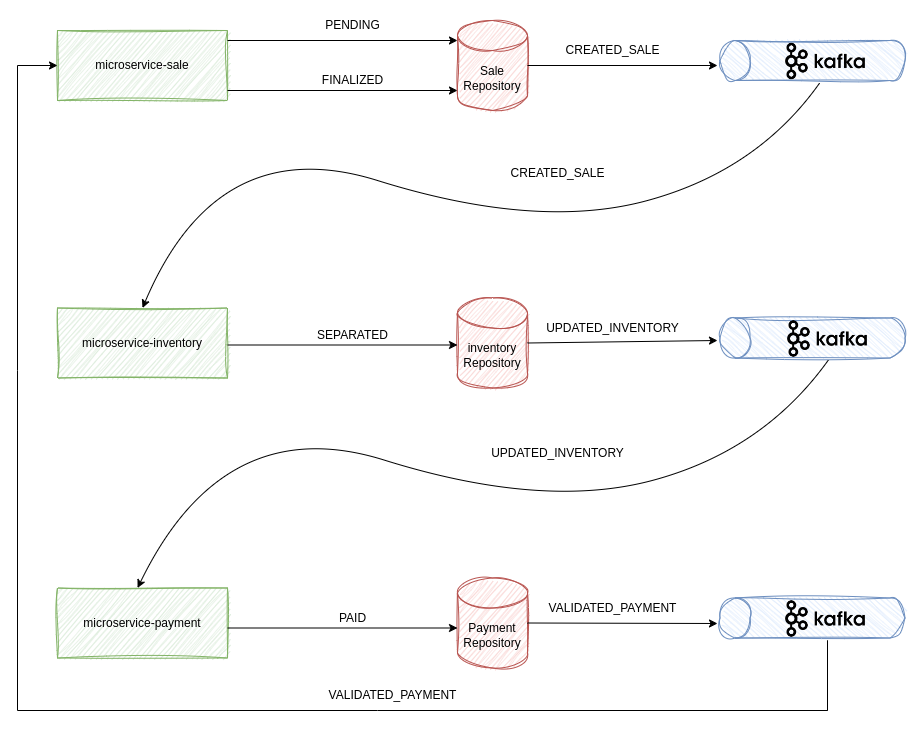 PENDING
microservice-sale
FINALIZED
Sale
Repository
CREATED_SALE
kafka
CREATED_SALE
microservice-inventory
SEPARATED
inventory
Repository
UPDATED_INVENTORY
kafka
UPDATED_INVENTORY
microservice-payment
PAID
Payment
Repository
VALIDATED_PAYMENT
kafka
VALIDATED_PAYMENT